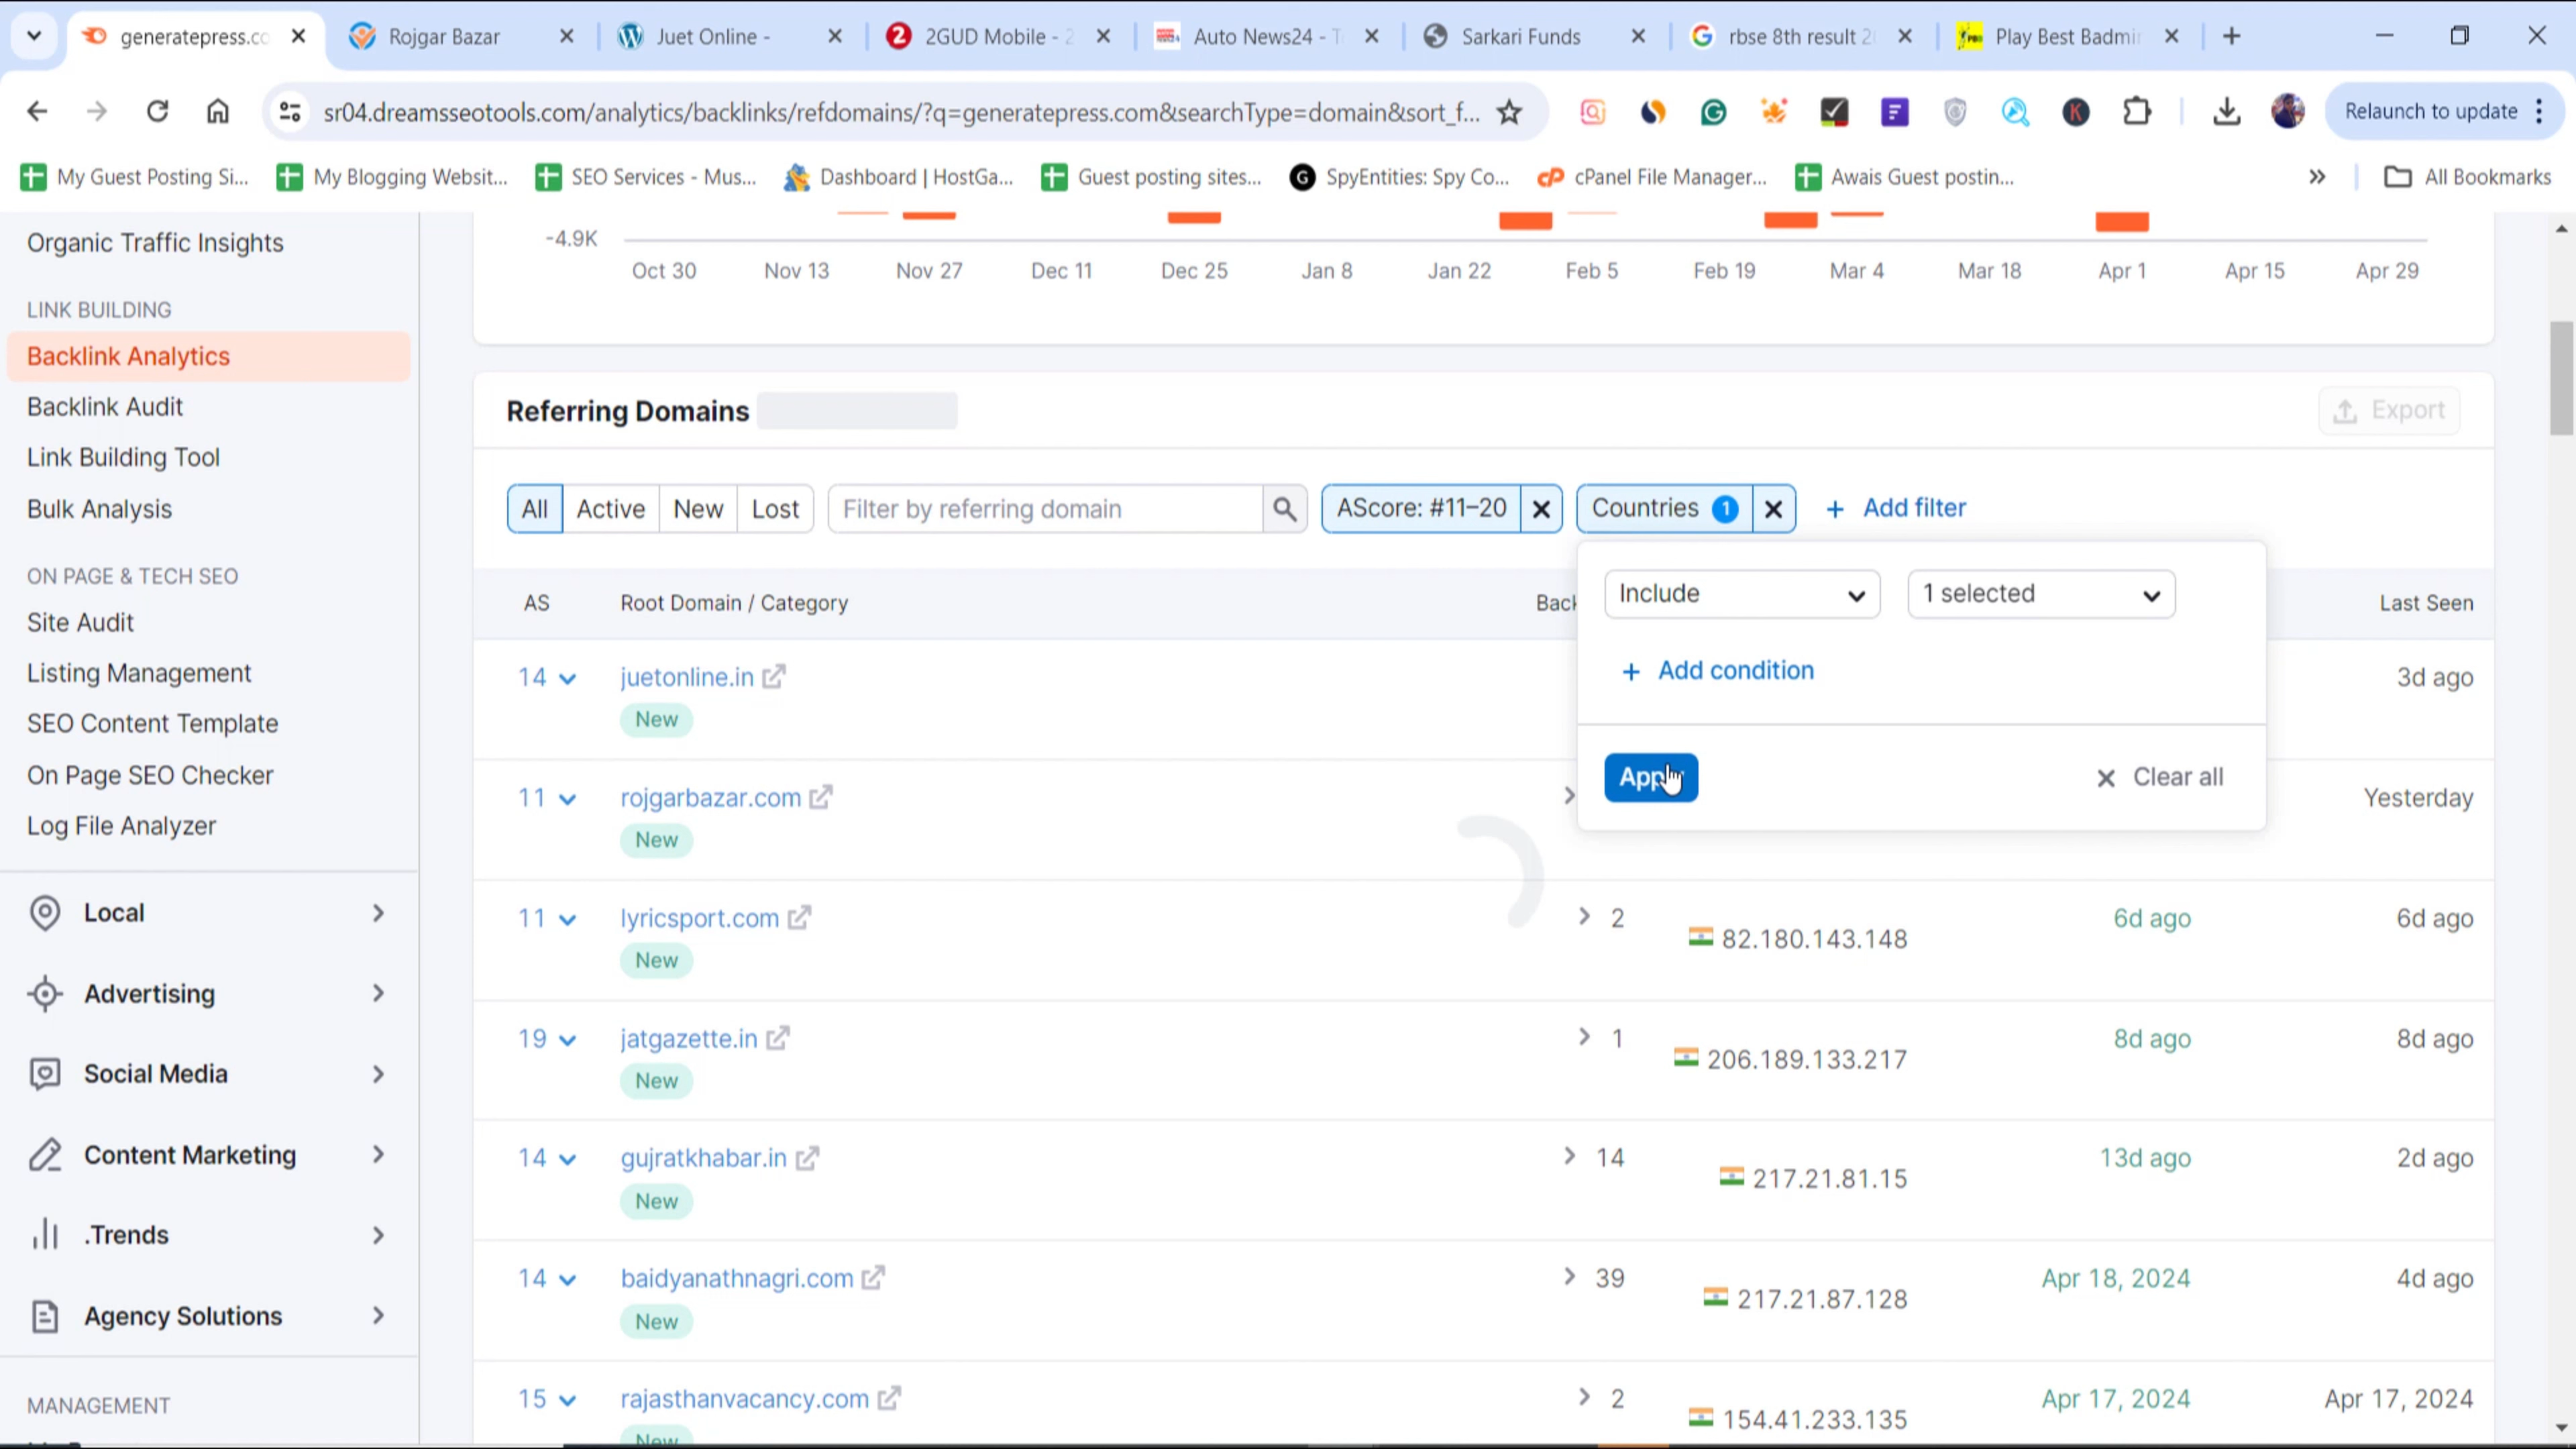 generatepress.co
Rojgar Bazar
Juet Online -
2GUD Mobile - 2
Auto News24 - T
Sarkari Funds
rbse 8th result 2
Play Best Badmi
sr04.dreamsseotools.com/analytics/backlinks/refdomains/?q=generatepress.com&searchType=domain&sort_f...
Relaunch to update
My Guest Posting Si...
My Blogging Websit...
SEO Services - Mus...
Dashboard | HostGa...
Guest posting sites...
SpyEntities: Spy Co...
cPanel File Manager...
Awais Guest postin...
All Bookmarks
Organic Traffic Insights
LINK BUILDING
Backlink Analytics
Backlink Audit
Link Building Tool
Bulk Analysis
ON PAGE & TECH SEO
Site Audit
Listing Management
SEO Content Template
On Page SEO Checker
Log File Analyzer
Local
Advertising
Social Media
Content Marketing
.Trends
Agency Solutions
MANAGEMENT
-4.9K
Oct 30 Nov 13 Nov 27 Dec 11 Dec 25 Jan 8 Jan 22 Feb 5 Feb 19 Mar 4 Mar 18 Apr 1 Apr 15 Apr 29
Referring Domains
Export
All Active New Lost Filter by referring domain AScore: #11–20 Countries 1 + Add filter
AS Root Domain / Category Back Last Seen
Include 1 selected
+ Add condition
Clear all
14 juetonline.in 3d ago
New
11 rojgarbazar.com Yesterday
New
11 lyricsport.com 2 82.180.143.148 6d ago 6d ago
New
19 jatgazette.in 1 206.189.133.217 8d ago 8d ago
New
14 gujratkhabar.in 14 217.21.81.15 13d ago 2d ago
New
14 baidyanathnagri.com 39 217.21.87.128 Apr 18, 2024 4d ago
New
15 rajasthanvacancy.com 2 154.41.233.135 Apr 17, 2024 Apr 17, 2024
New